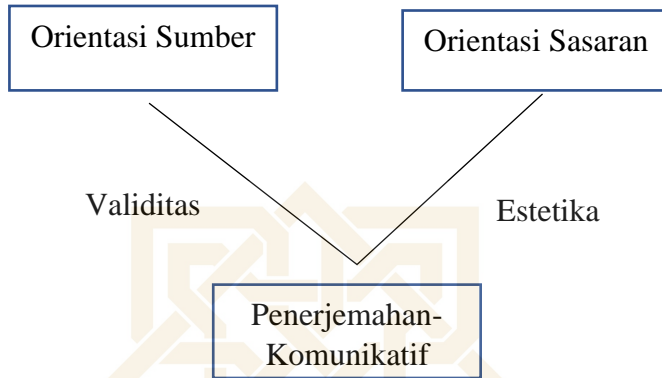 Orientasi Sumber
Orientasi Sasaran
Validitas
Estetika
Penerjemahan-
Komunikatif